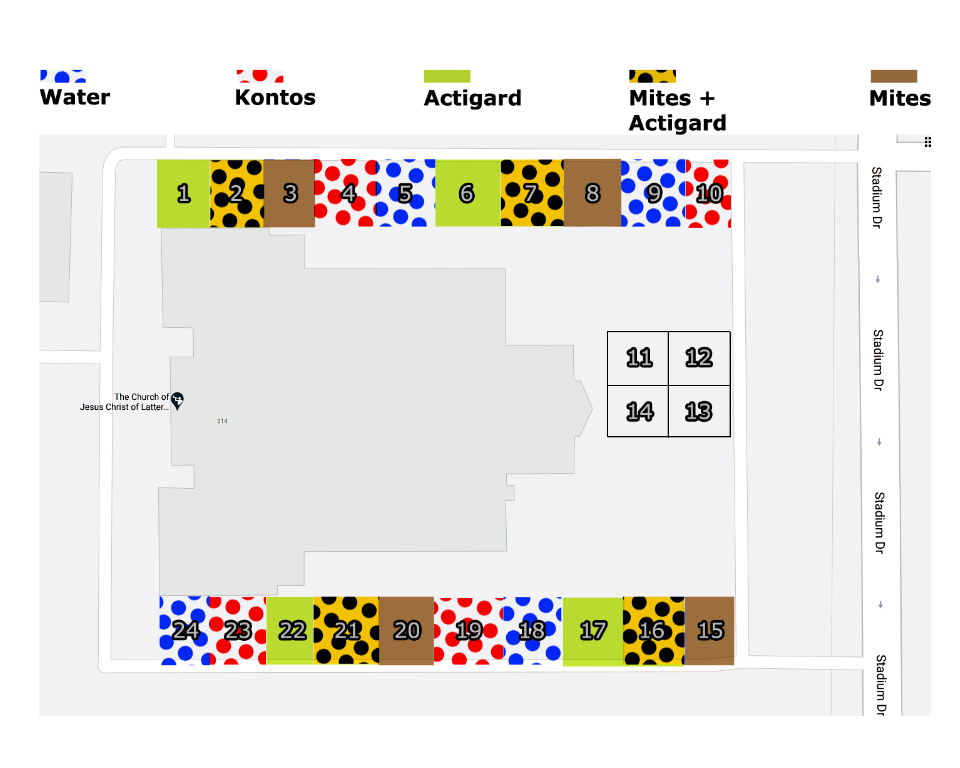 Water
Kontos
Actigard
Mites +
Actigard
Mites
1
2
3
4
5
6
7
8
9
10
Stadium Dr
11
12
14
13
Stadium Dr
The Church of
Jesus Christ of Latter...
314
Stadium Dr
24
23
22
21
20
19
18
17
16
15
Stadium Dr